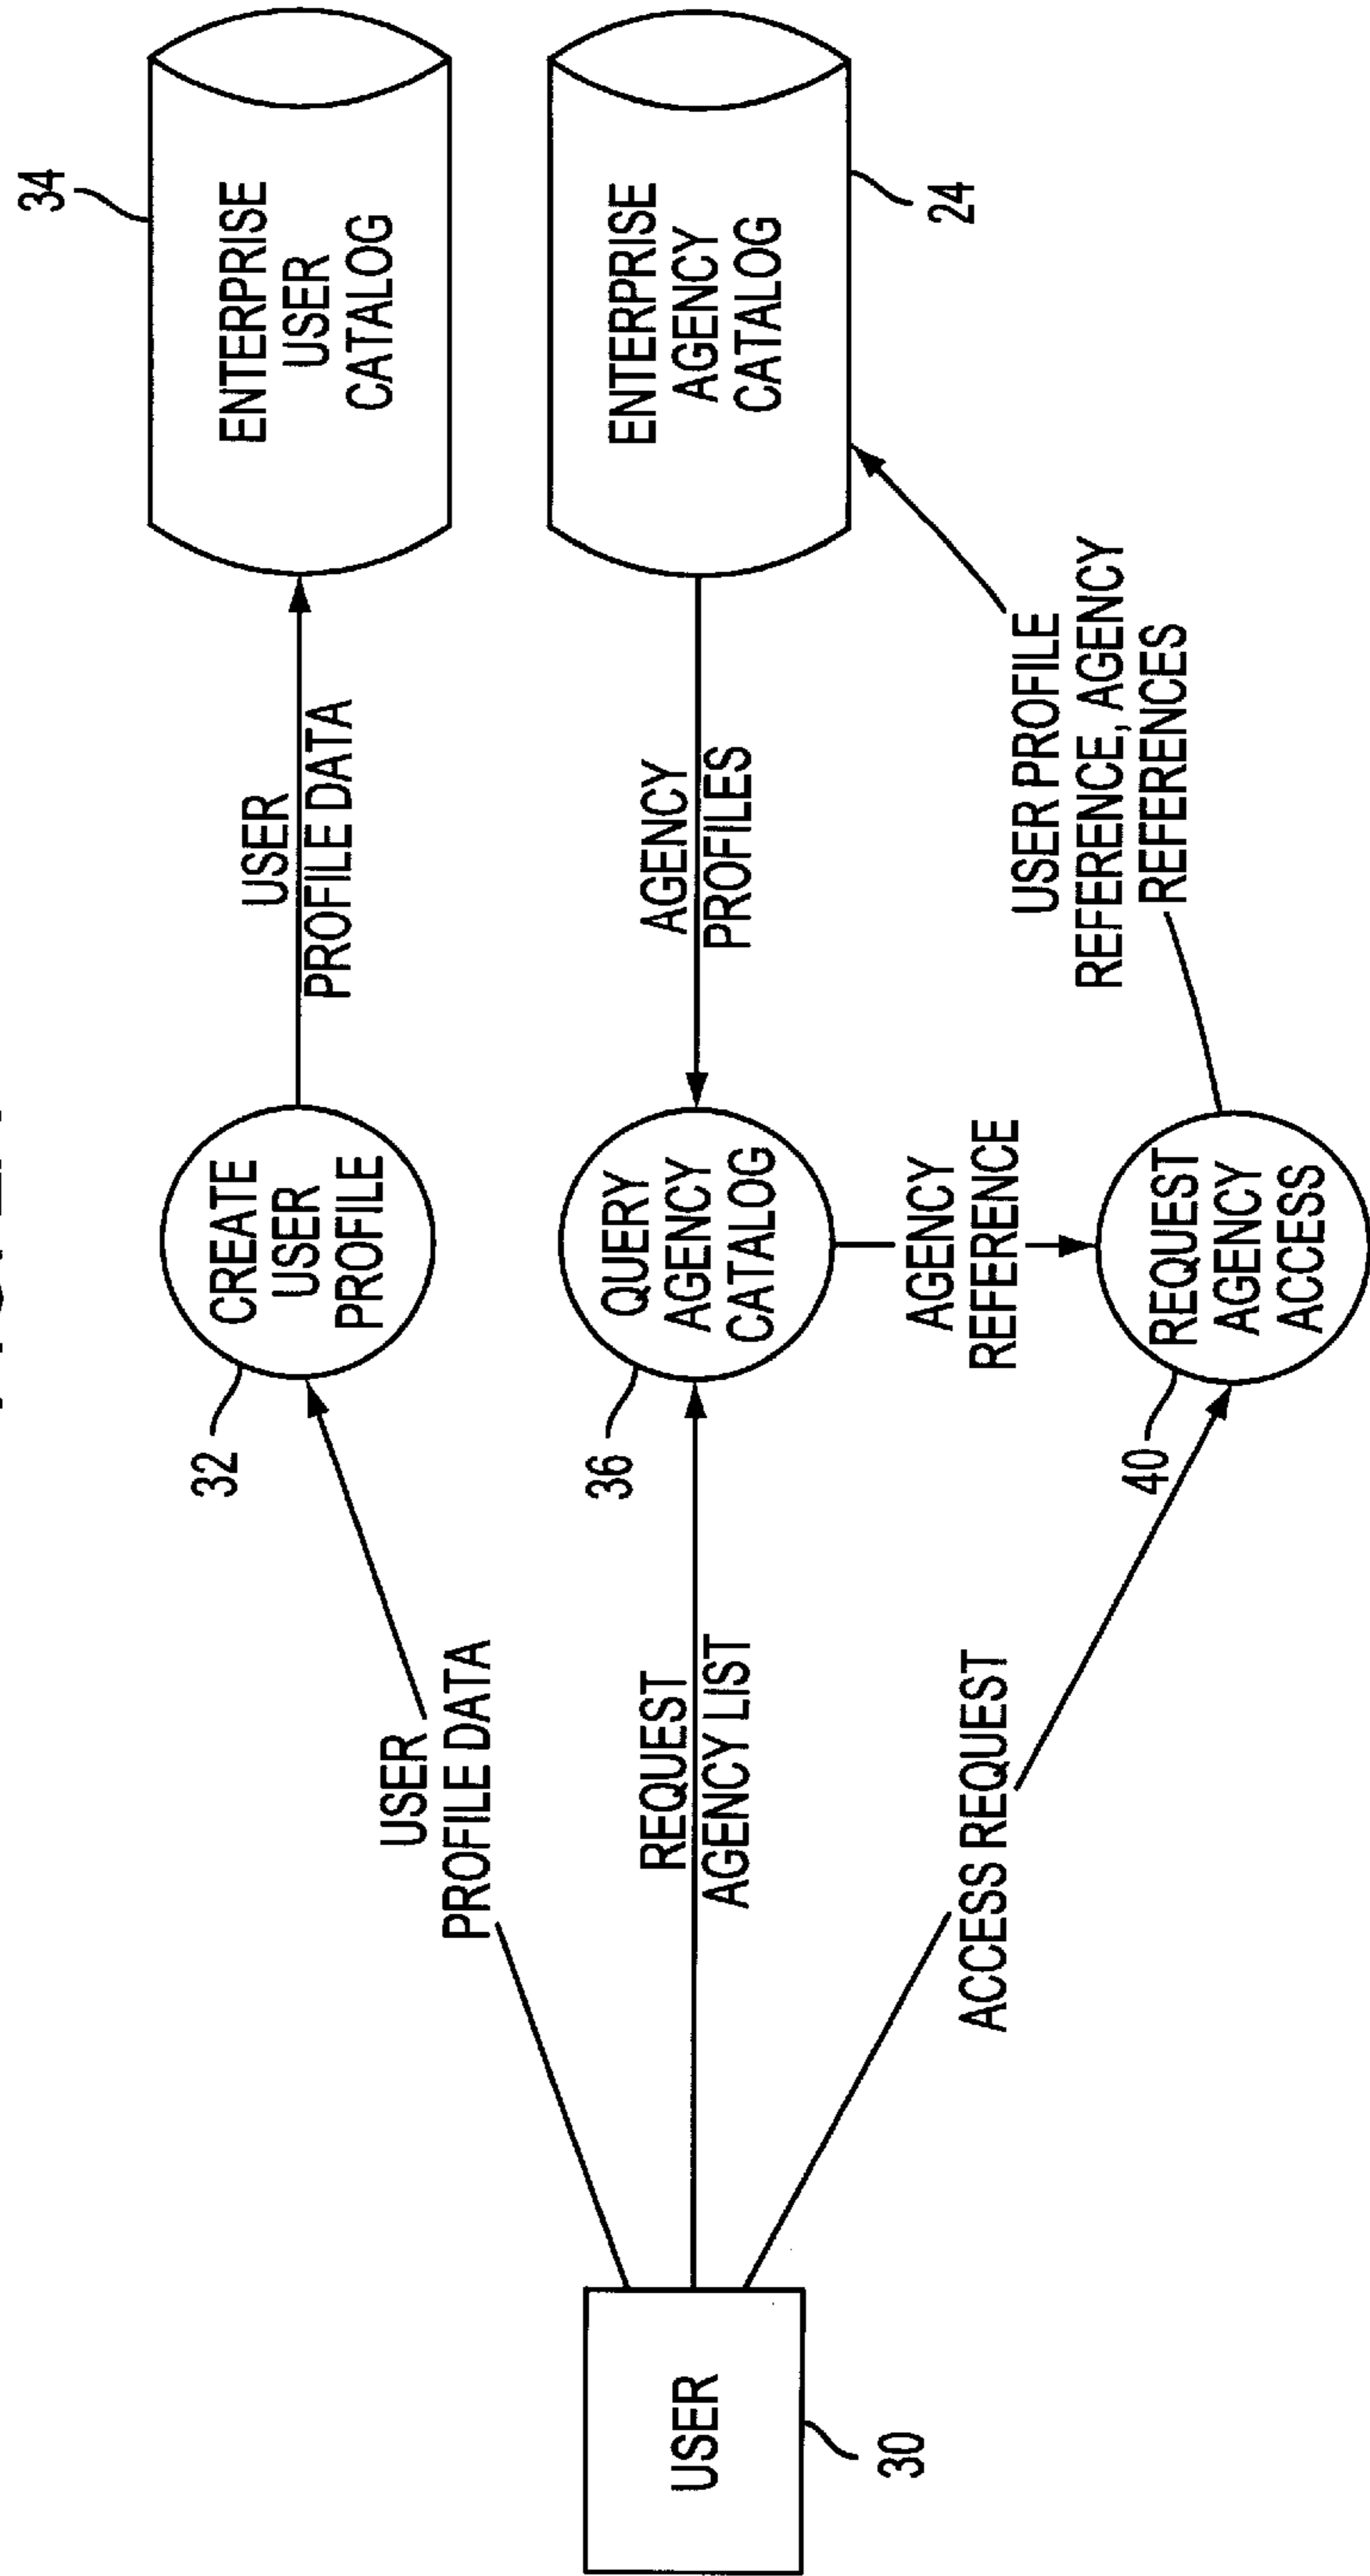 34
ENTERPRISE
USER
CATALOG
ENTERPRISE
AGENCY
CATALOG
24
USER
PROFILE DATA
AGENCY
PROFILES
USER PROFILE
REFERENCE, AGENCY
REFERENCES
CREATE
USER
PROFILE
32
QUERY
AGENCY
CATALOG
36
AGENCY
REFERENCE
REQUEST
AGENCY
ACCESS
40
USER
PROFILE DATA
REQUEST
AGENCY LIST
ACCESS REQUEST
USER
30